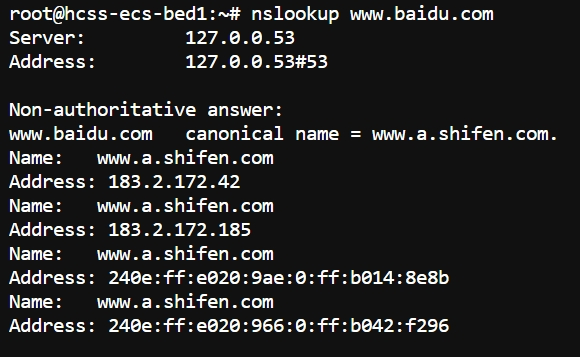 root@hcss-ecs-bed1:~# nslookup www.baidu.com
Server:         127.0.0.53
Address:        127.0.0.53#53

Non-authoritative answer:
www.baidu.com   canonical name = www.a.shifen.com.
Name:   www.a.shifen.com
Address: 183.2.172.42
Name:   www.a.shifen.com
Address: 183.2.172.185
Name:   www.a.shifen.com
Address: 240e:ff:e020:9ae:0:ff:b014:8e8b
Name:   www.a.shifen.com
Address: 240e:ff:e020:966:0:ff:b042:f296